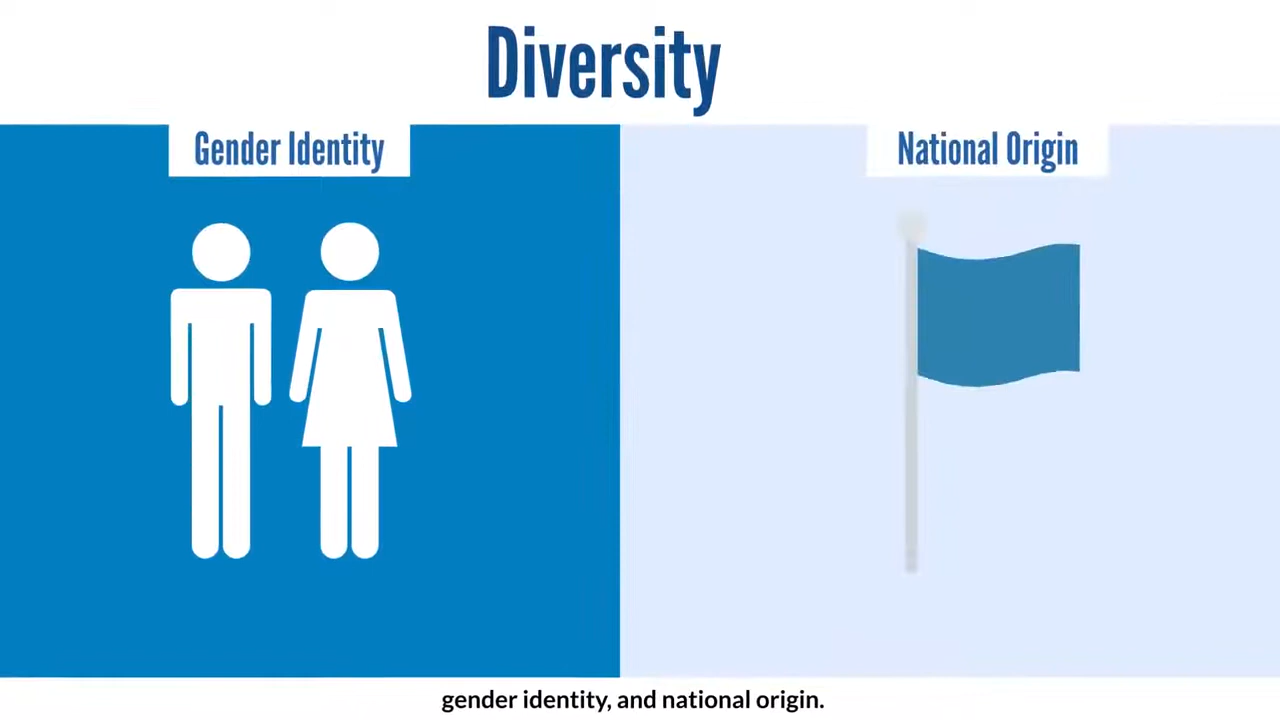 Diversity
Gender Identity
National Origin
gender identity, and national origin.